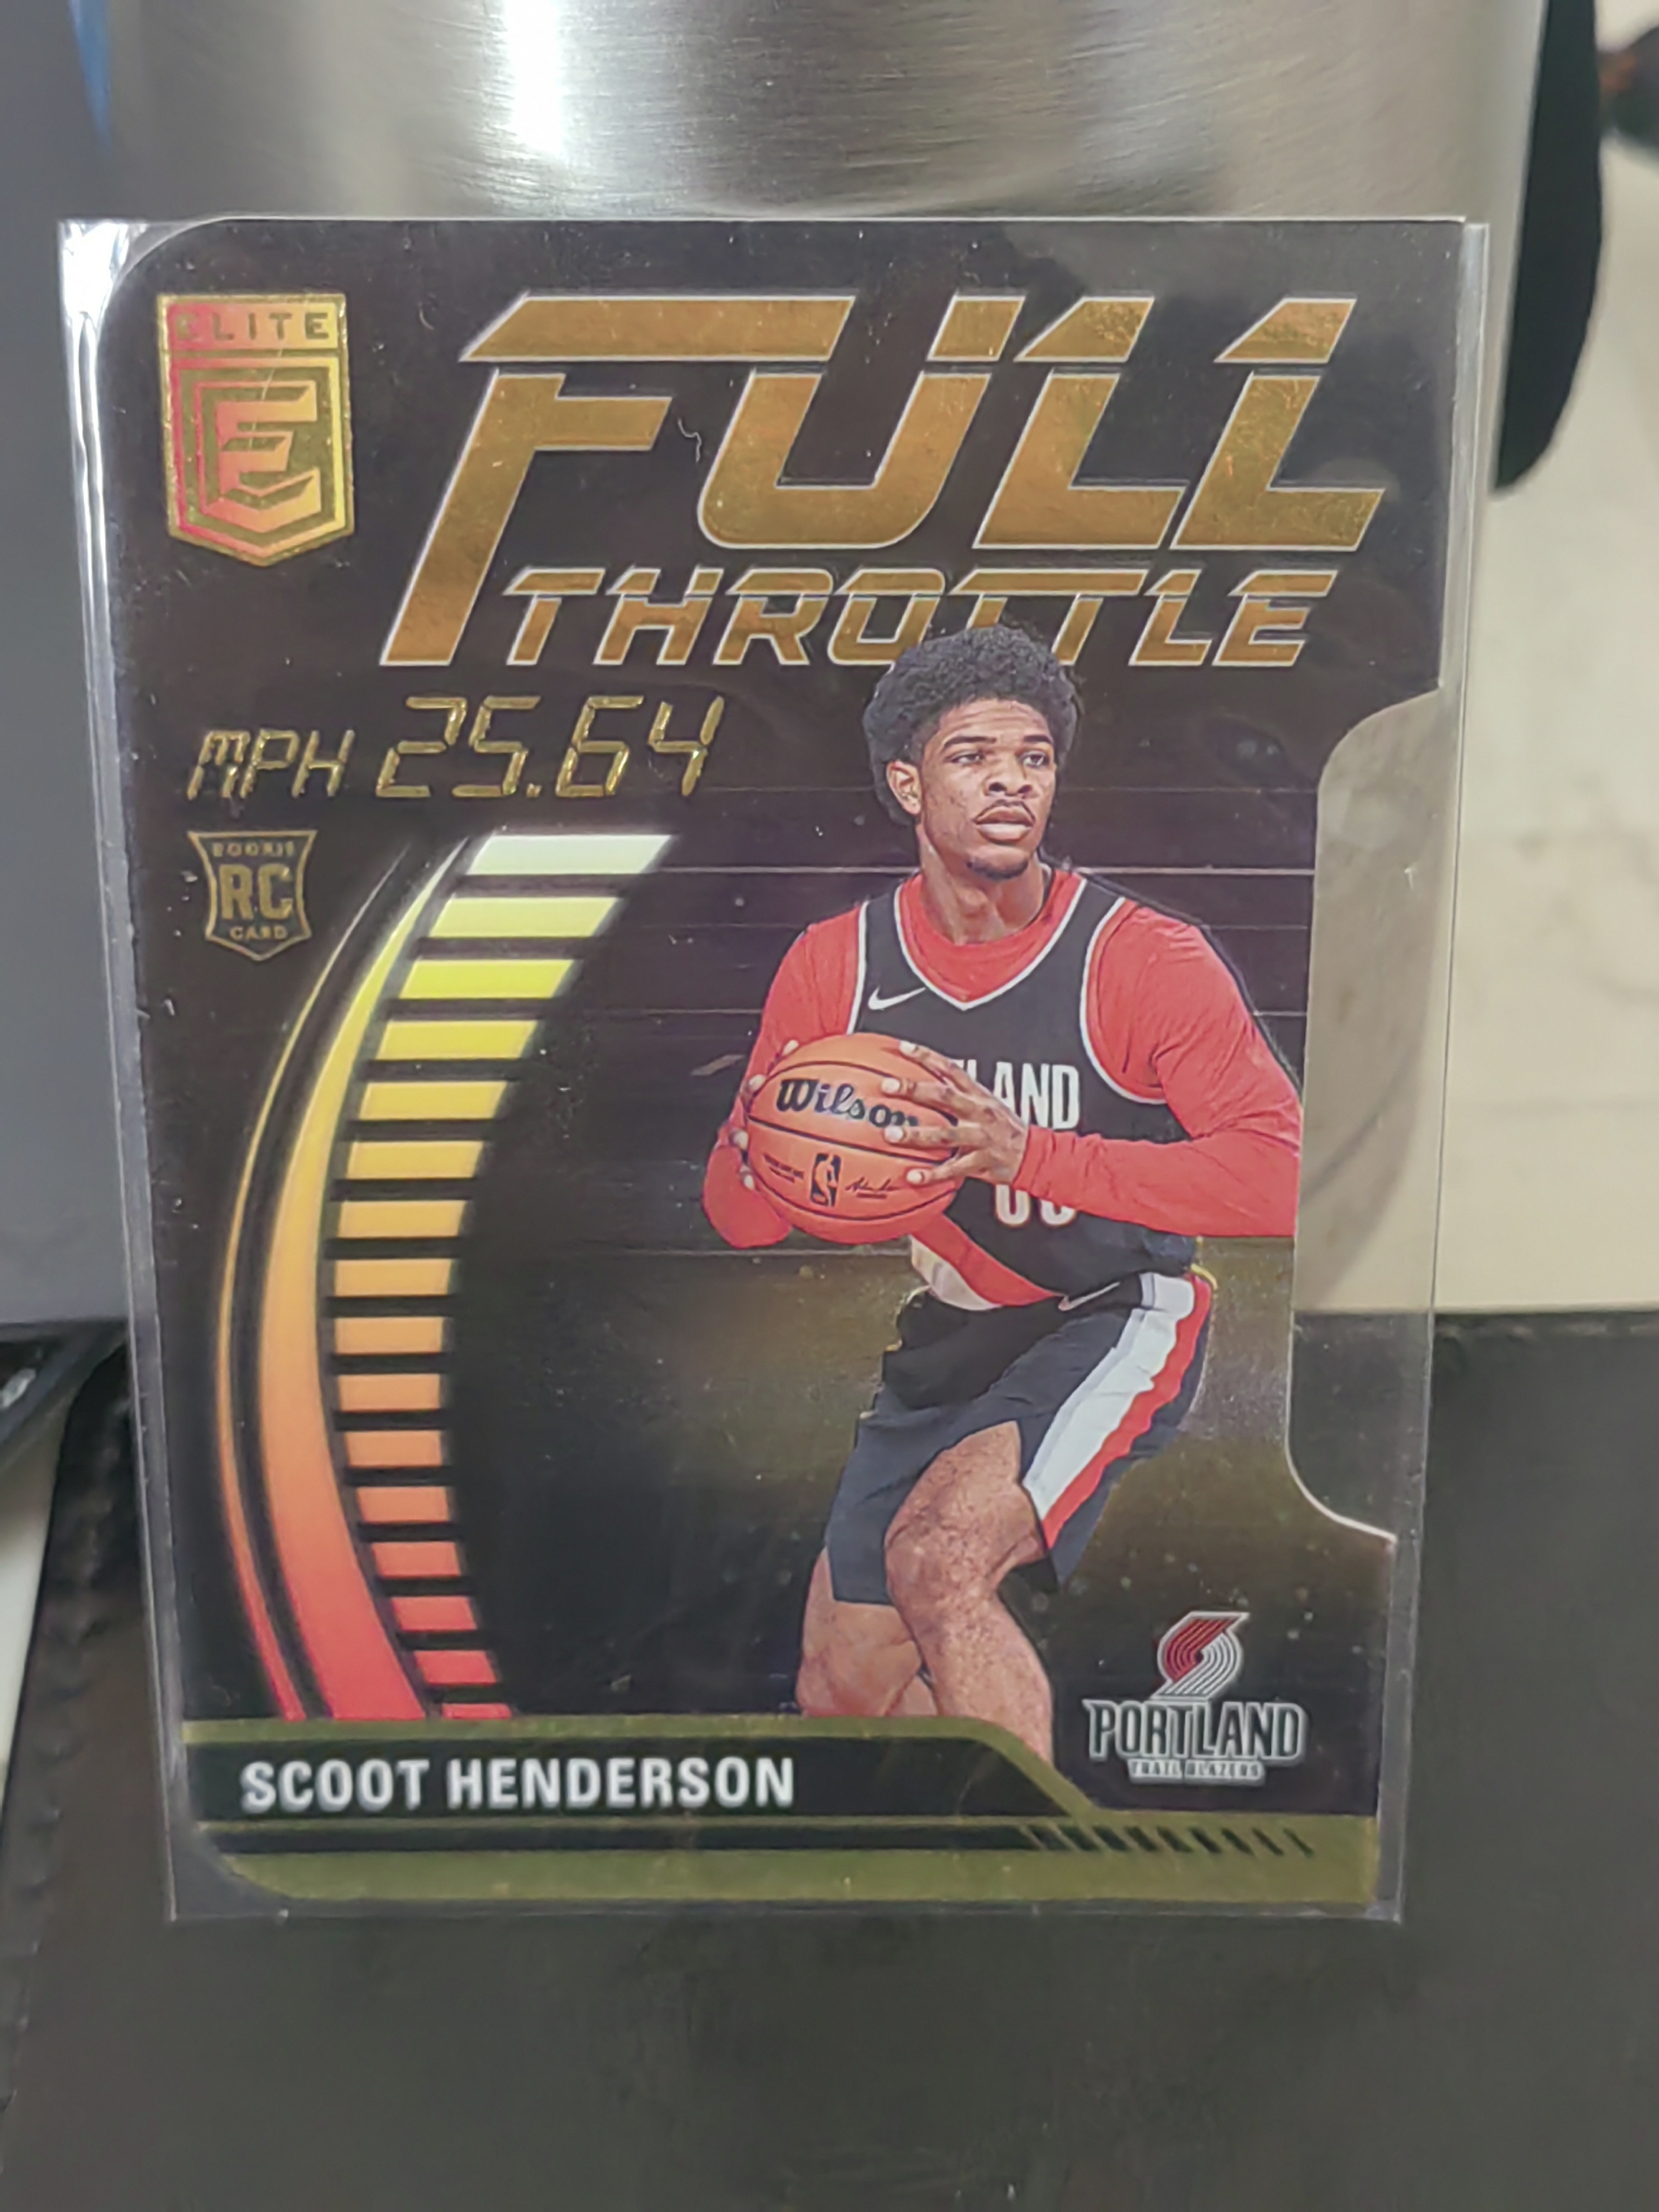 ELITE
E
FULL
THROTTLE
MPH 25.64
ROOKIE
RC
CARD
Wilson
LAND
PORTLAND
TRAIL BLAZERS
SCOOT HENDERSON